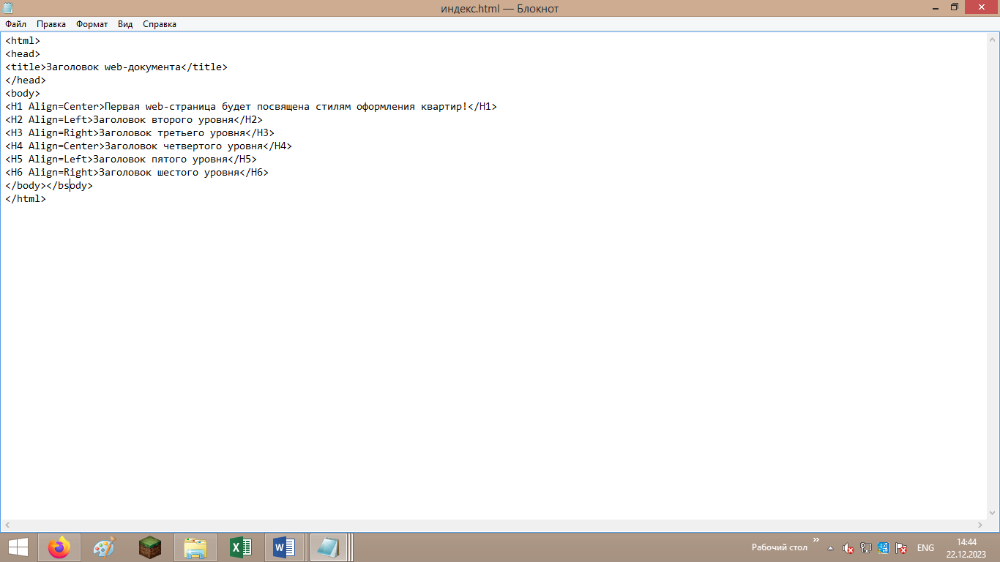 индекс.html — Блокнот
Файл Правка Формат Вид Справка
<html>
<head>
<title>Заголовок web-документа</title>
</head>
<body>
<H1 Align=Center>Первая web-страница будет посвящена стилям оформления квартир!</H1>
<H2 Align=Left>Заголовок второго уровня</H2>
<H3 Align=Right>Заголовок третьего уровня</H3>
<H4 Align=Center>Заголовок четвертого уровня</H4>
<H5 Align=Left>Заголовок пятого уровня</H5>
<H6 Align=Right>Заголовок шестого уровня</H6>
</body></bsody>
</html>
Рабочий стол » ENG 14:44
22.12.2023